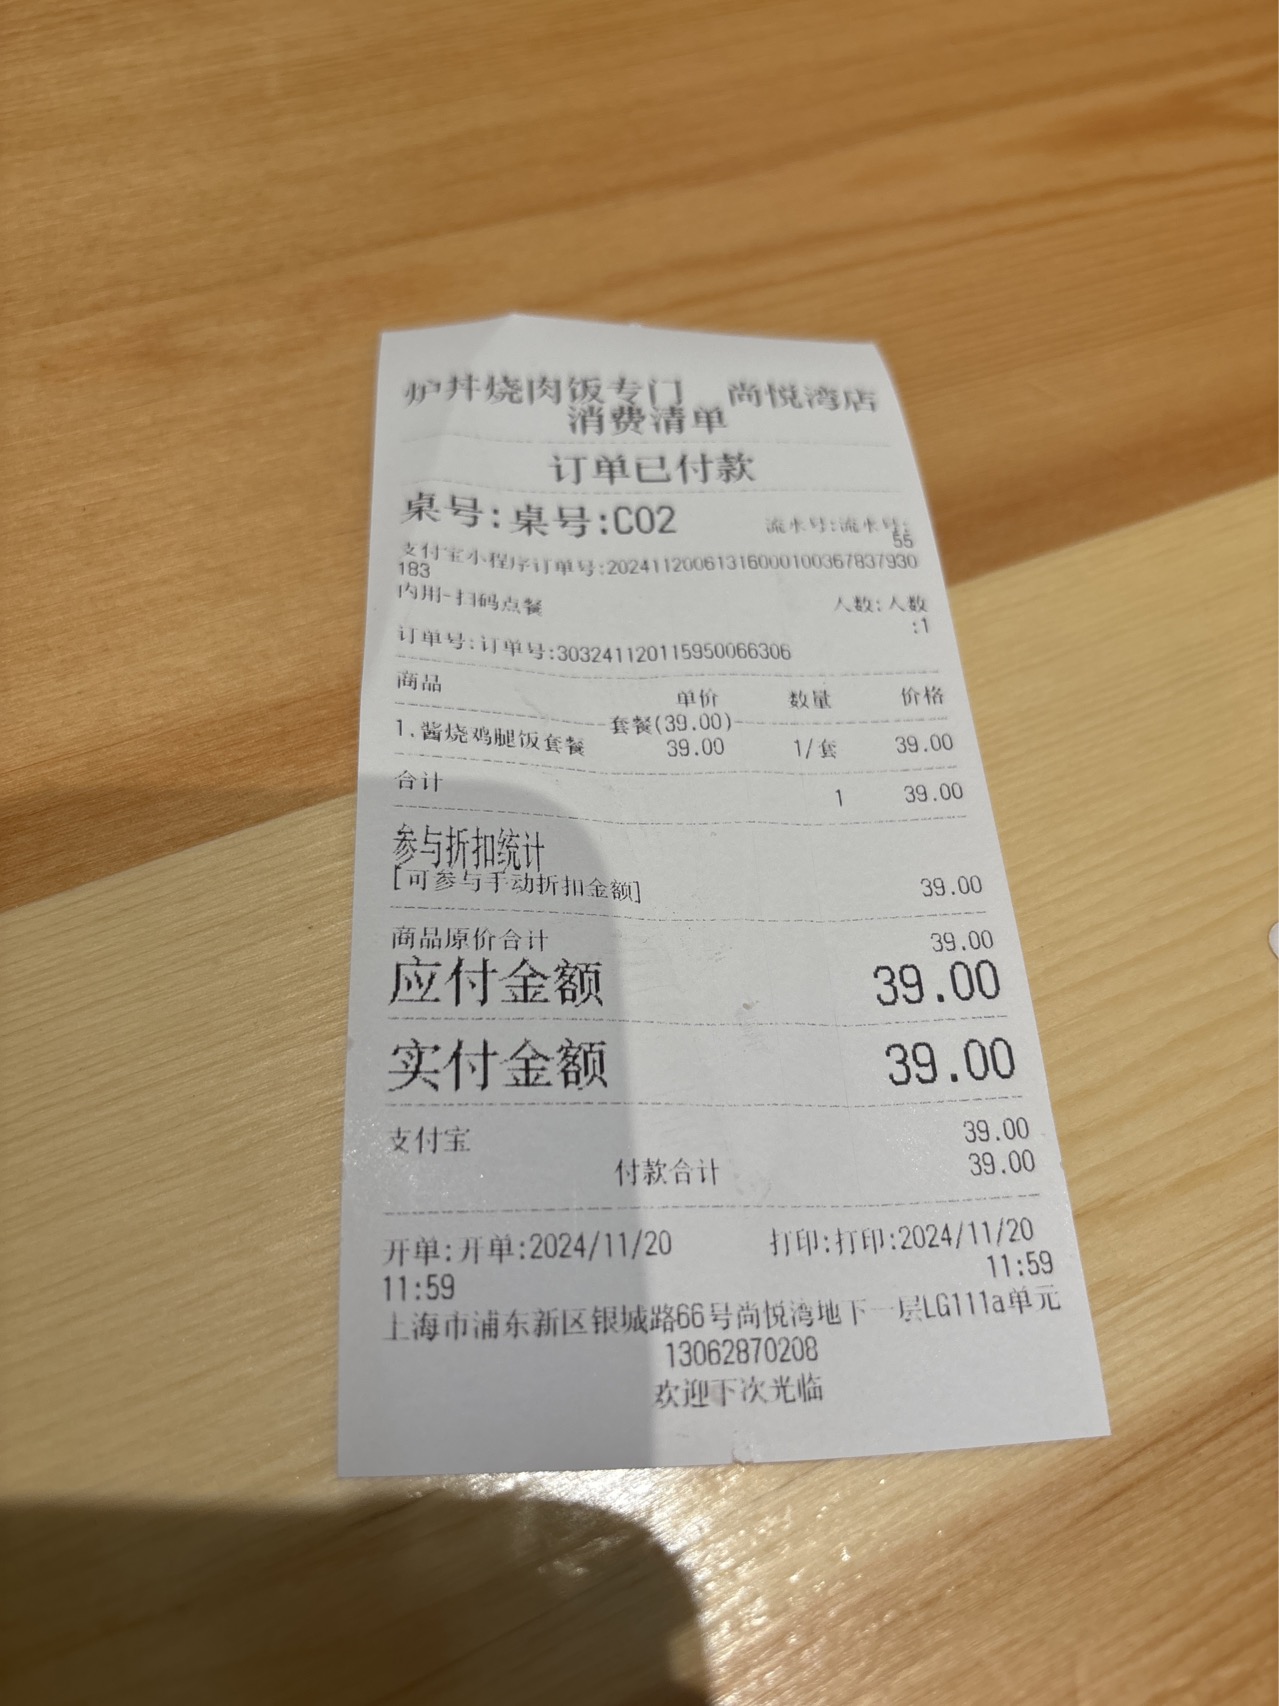 炉丼烧肉饭专门 尚悦湾店
消费清单
订单已付款
桌号:桌号:C02 流水号:流水号:
55
支付宝小程序订单号:2024112006131600010036783793​0
183
内用-扫码点餐 人数:人数
:1
订单号:订单号:303241120115950066306
商品 单价 数量 价格
套餐(39.00)
1.酱烧鸡腿饭套餐 39.00 1/套 39.00
合计 1 39.00
参与折扣统计
[可参与手动折扣金额] 39.00
商品原价合计 39.00
应付金额 39.00
实付金额 39.00
支付宝 39.00
付款合计 39.00
开单:开单:2024/11/20 打印:打印:2024/11/20
11:59 11:59
上海市浦东新区银城路66号尚悦湾地下一层LG111a单元
13062870208
欢迎下次光临